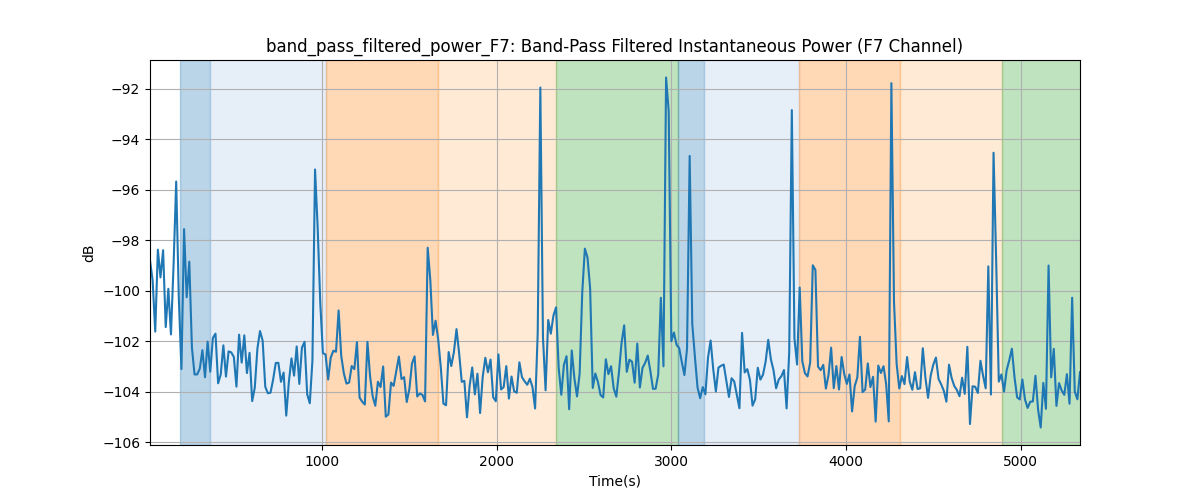 band_pass_filtered_power_F7: Band-Pass Filtered Instantaneous Power (F7 Channel)
−92
−94
−96
−98
−100
−102
−104
−106
dB
1000 2000 3000 4000 5000
Time(s)